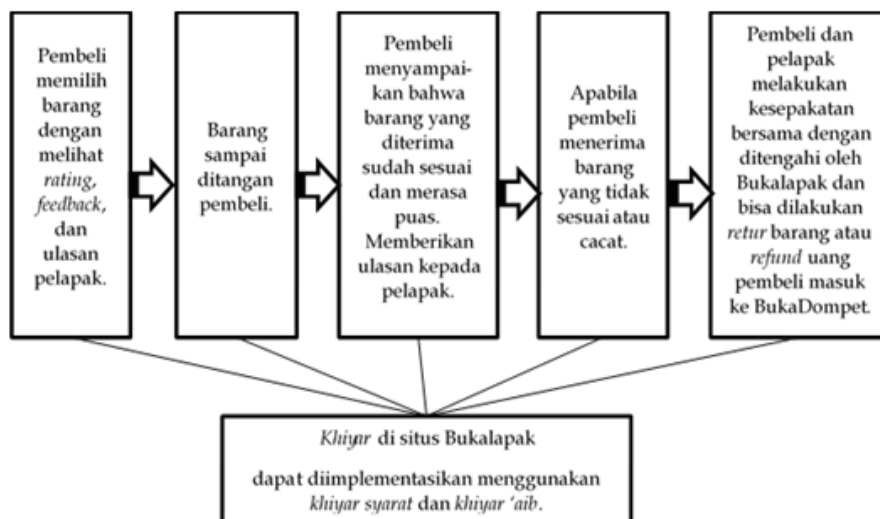 Pembeli
memilih
barang
dengan
melihat
rating,
feedback,
dan
ulasan
pelapak.
Barang
sampai
ditangan
pembeli.
Pembeli
menyampai-
kan bahwa
barang yang
diterima
sudah sesuai
dan merasa
puas.
Memberikan
ulasan kepada
pelapak.
Apabila
pembeli
menerima
barang
yang tidak
sesuai atau
cacat.
Pembeli dan
pelapak
melakukan
kesepakatan
bersama dengan
ditengahi oleh
Bukalapak dan
bisa dilakukan
retur barang atau
refund uang
pembeli masuk
ke BukaDompet.
Khiyar di situs Bukalapak
dapat diimplementasikan menggunakan
khiyar syarat dan khiyar ‘aib.